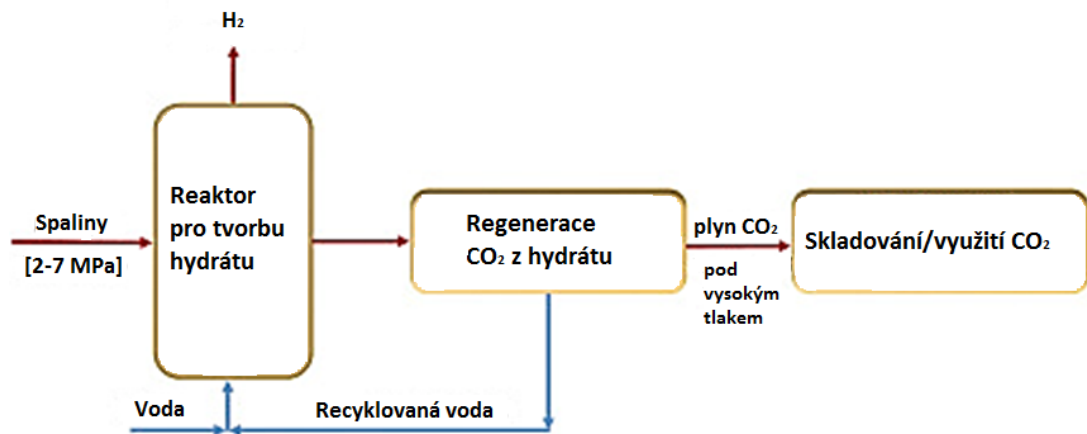 H₂
Reaktor
pro tvorbu
hydrátu
Spaliny
[2-7 MPa]
Regenerace
CO₂ z hydrátu
plyn CO₂
pod
vysokým
tlakem
Skladování/využití CO₂
Voda
Recyklovaná voda